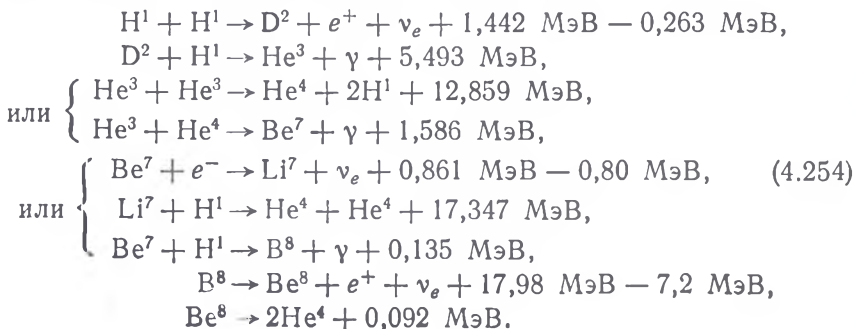 H¹ + H¹ → D² + e⁺ + νₑ + 1,442 МэВ — 0,263 МэВ,
D² + H¹ → He³ + γ + 5,493 МэВ,
или { He³ + He³ → He⁴ + 2H¹ + 12,859 МэВ,
He³ + He⁴ → Be⁷ + γ + 1,586 МэВ,
или { Be⁷ + e⁻ → Li⁷ + νₑ + 0,861 МэВ — 0,80 МэВ, (4.254)
Li⁷ + H¹ → He⁴ + He⁴ + 17,347 МэВ,
Be⁷ + H¹ → B⁸ + γ + 0,135 МэВ,
B⁸ → Be⁸ + e⁺ + νₑ + 17,98 МэВ — 7,2 МэВ,
Be⁸ → 2He⁴ + 0,092 МэВ.